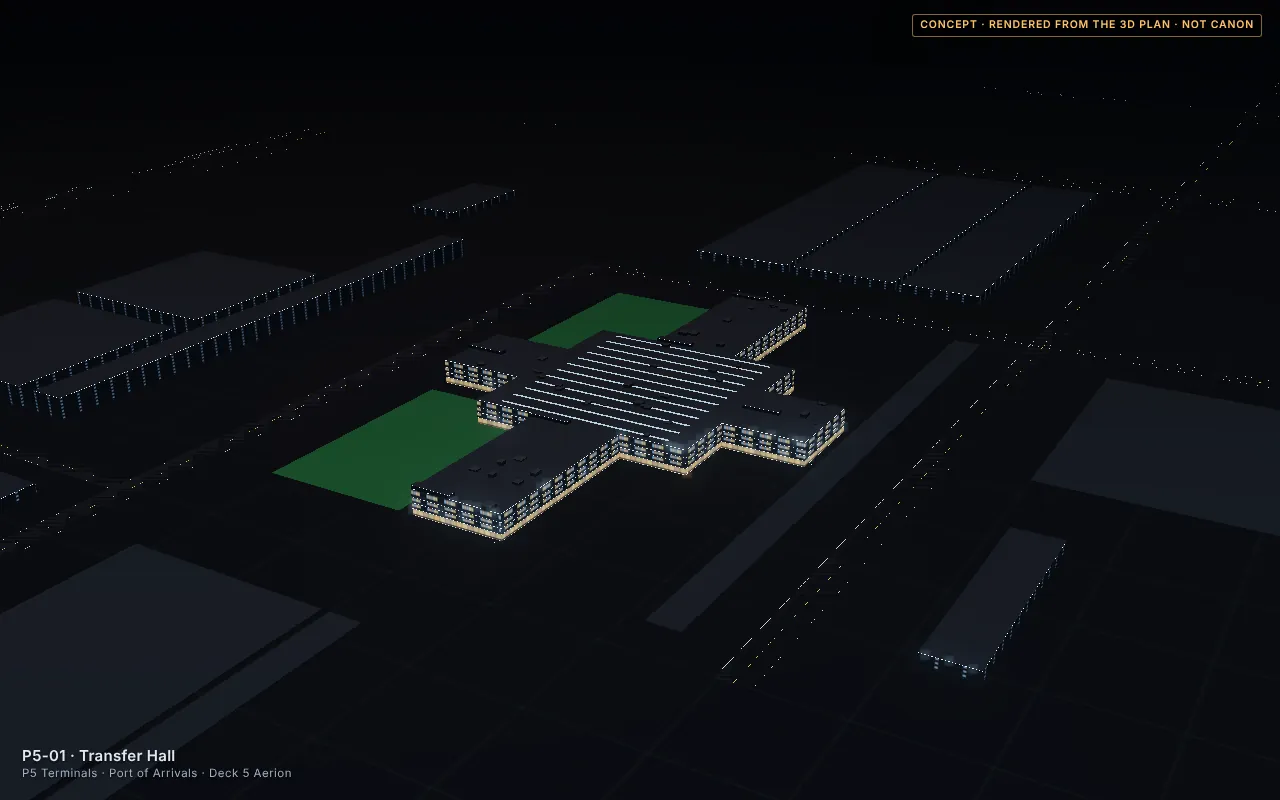 CONCEPT · RENDERED FROM THE 3D PLAN · NOT CANON
P5-01 · Transfer Hall
P5 Terminals · Port of Arrivals · Deck 5 Aerion